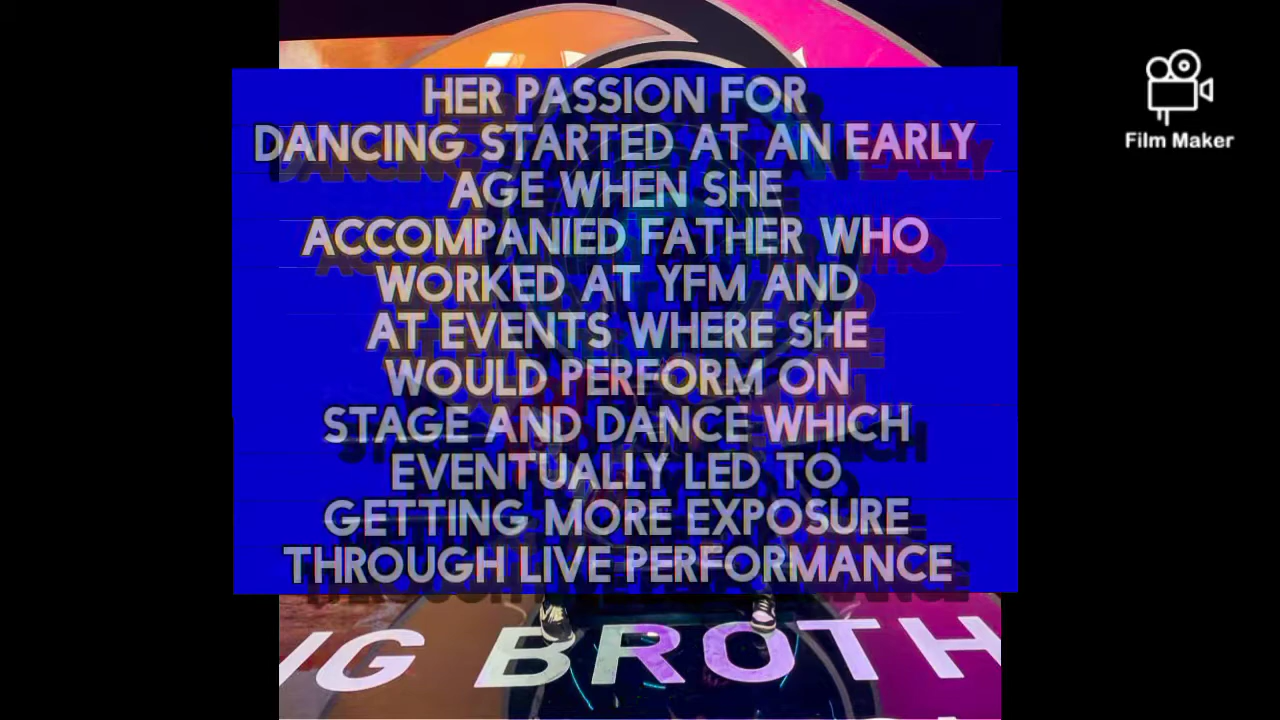 HER PASSION FOR
DANCING STARTED AT AN EARLY
AGE WHEN SHE
ACCOMPANIED FATHER WHO
WORKED AT YFM AND
AT EVENTS WHERE SHE
WOULD PERFORM ON
STAGE AND DANCE WHICH
EVENTUALLY LED TO
GETTING MORE EXPOSURE
THROUGH LIVE PERFORMANCE
Film Maker
IG BROTH